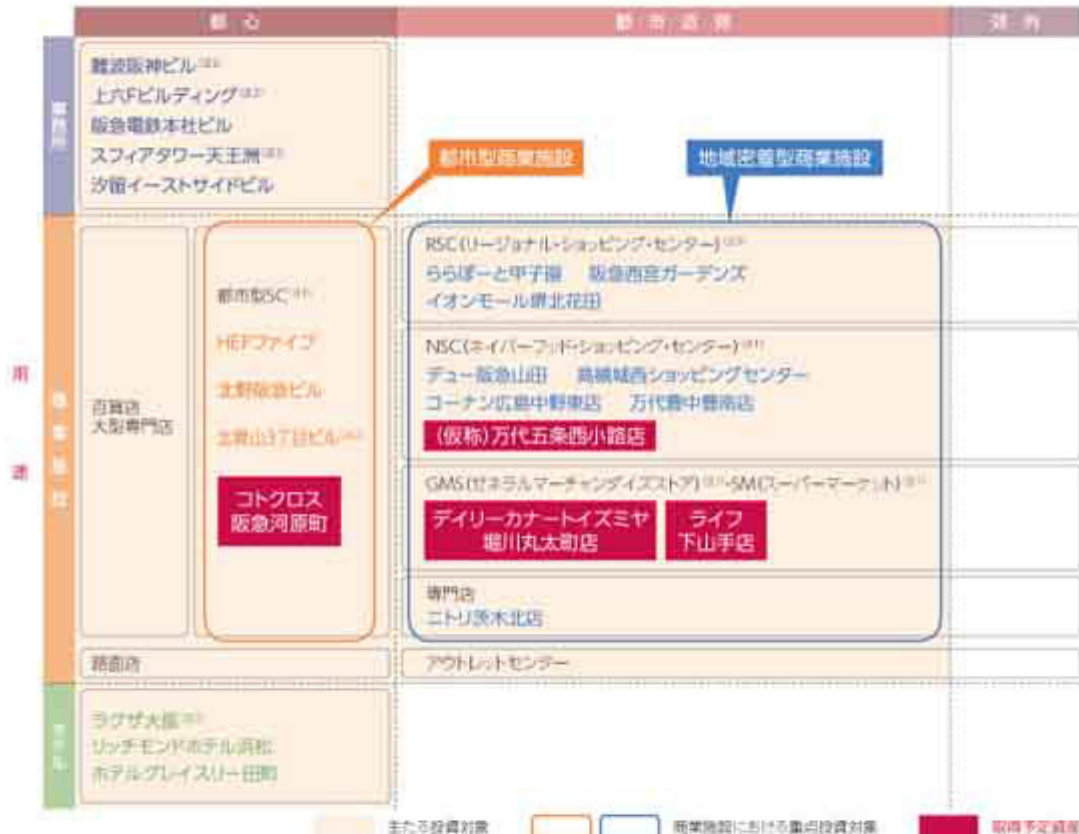 都心
都市近郊
郊外
用途
事務所
難波阪神ビル
上六Fビルディング
阪急電鉄本社ビル
スフィアタワー天王洲
汐留イーストサイドビル
都市型商業施設
地域密着型商業施設
商業施設
百貨店
大型専門店
都市型SC
HEPファイブ
北野阪急ビル
北青山3丁目ビル
コトクロス
阪急河原町
RSC(リージョナル・ショッピング・センター)
ららぽーと甲子園 阪急西宮ガーデンズ
イオンモール堺北花田
NSC(ネイバーフッド・ショッピング・センター)
デュー阪急山田 高槻城西ショッピングセンター
コーナン広島中野東店 万代豊中豊南店
(仮称)万代五条西小路店
GMS(ゼネラルマーチャンダイズストア)・SM(スーパーマーケット)
デイリーカナートイズミヤ
堀川丸太町店
ライフ
下山手店
専門店
ニトリ茨木北店
路面店
アウトレットセンター
ホテル
ラグザ大阪
リッチモンドホテル浜松
ホテルグレイスリー田町
主たる投資対象
商業施設における重点投資対象
取得予定資産